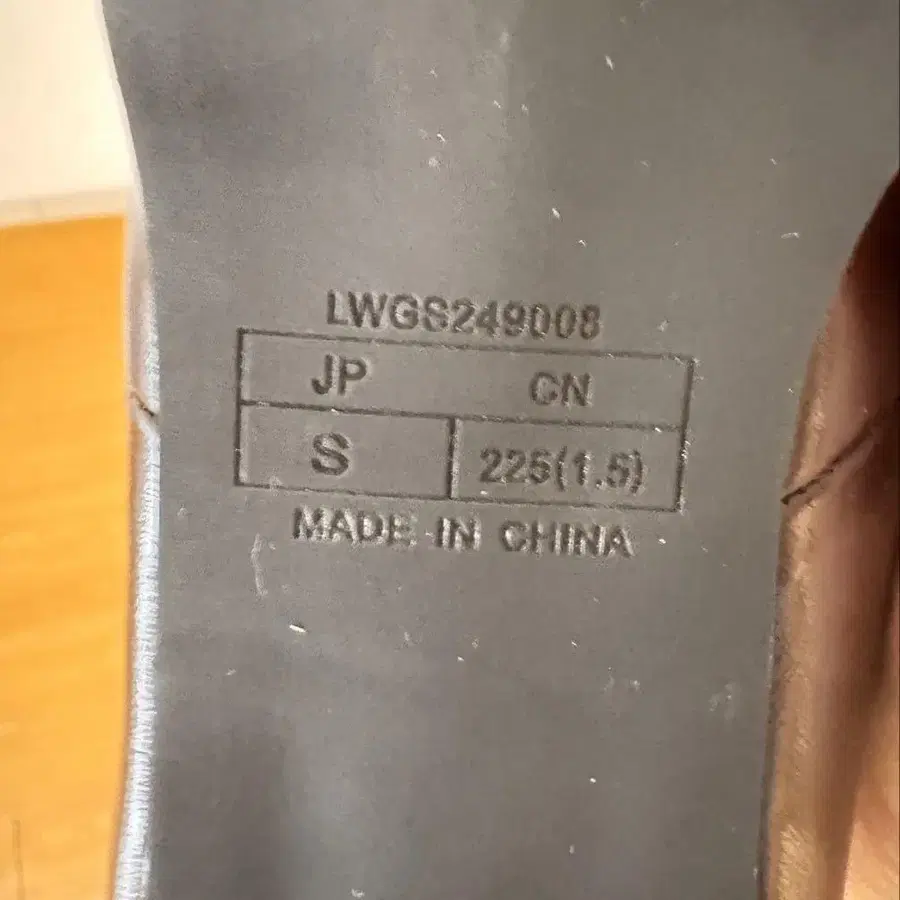 LWGS249008
JP CN
S 225(1.5)
MADE IN CHINA